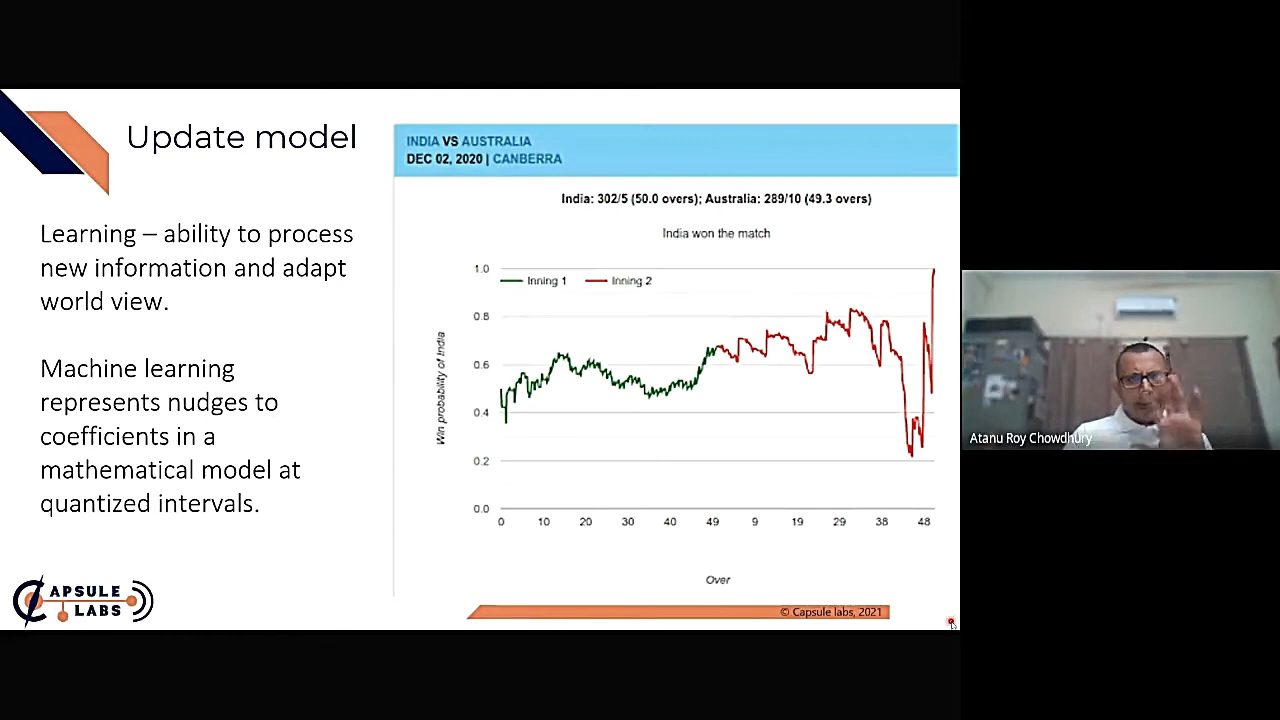 Update model
Learning – ability to process
new information and adapt
world view.
Machine learning
represents nudges to
coefficients in a
mathematical model at
quantized intervals.
CAPSULE
LABS
INDIA VS AUSTRALIA
DEC 02, 2020 | CANBERRA
India: 302/5 (50.0 overs); Australia: 289/10 (49.3 overs)
India won the match
Inning 1 Inning 2
Win probability of India
1.0
0.8
0.6
0.4
0.2
0.0
0 10 20 30 40 49 9 19 29 38 48
Over
© Capsule labs, 2021
Atanu Roy Chowdhury